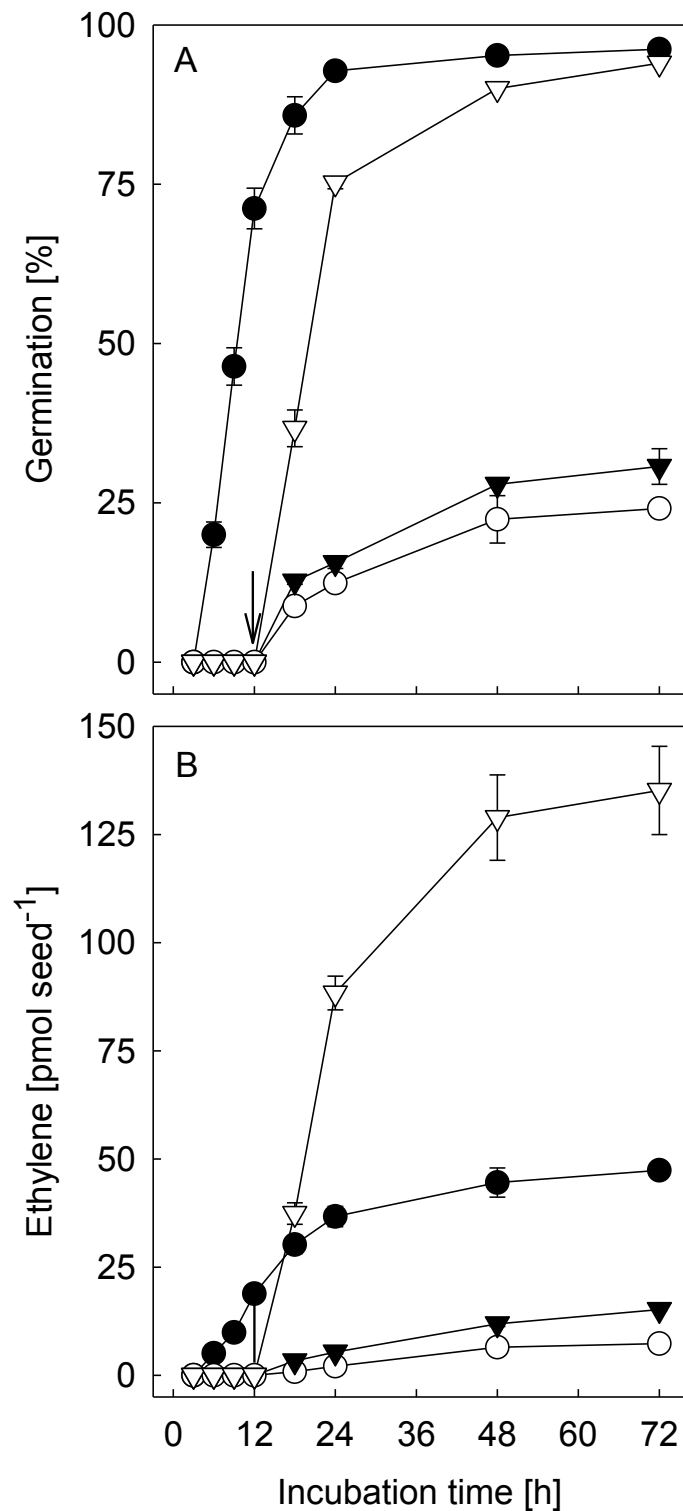 A
100
75
50
25
0
Germination [%]
B
150
125
100
75
50
25
0
Ethylene [pmol seed⁻¹]
0 12 24 36 48 60 72
Incubation time [h]